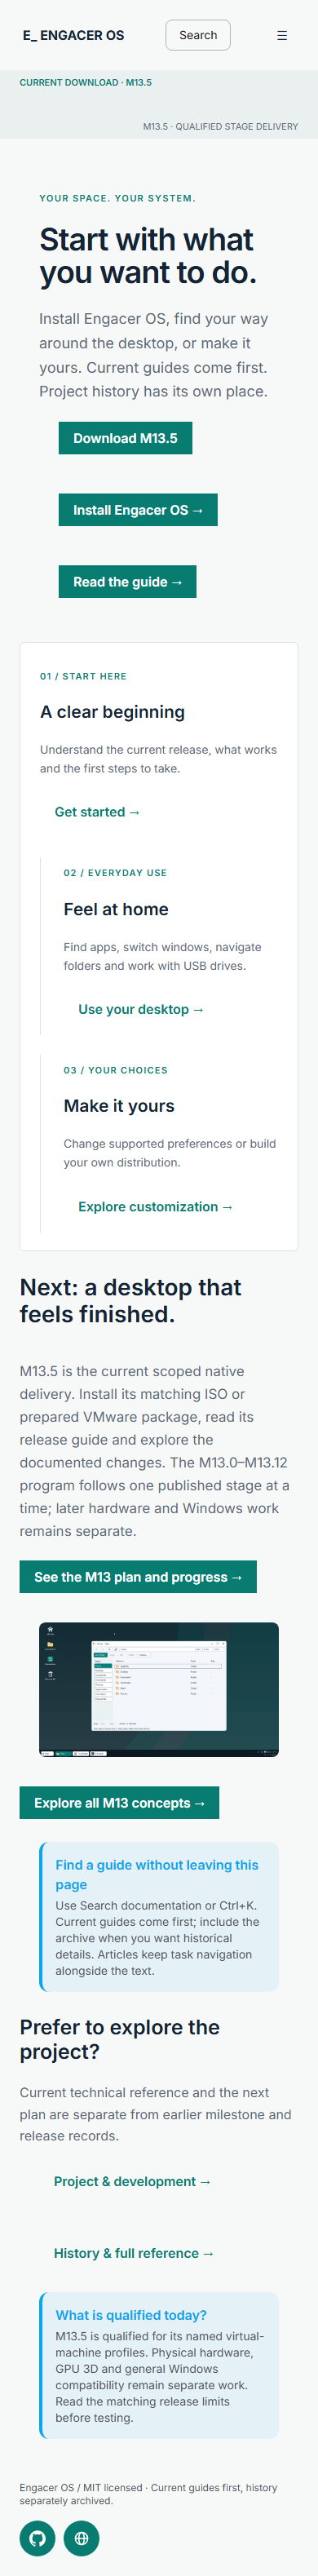 E_ ENGACER OS
Search
CURRENT DOWNLOAD · M13.5
M13.5 · QUALIFIED STAGE DELIVERY
YOUR SPACE. YOUR SYSTEM.
Start with what
you want to do.
Install Engacer OS, find your way
around the desktop, or make it
yours. Current guides come first.
Project history has its own place.
Download M13.5
Install Engacer OS →
Read the guide →
01 / START HERE
A clear beginning
Understand the current release, what works
and the first steps to take.
Get started →
02 / EVERYDAY USE
Feel at home
Find apps, switch windows, navigate
folders and work with USB drives.
Use your desktop →
03 / YOUR CHOICES
Make it yours
Change supported preferences or build
your own distribution.
Explore customization →
Next: a desktop that
feels finished.
M13.5 is the current scoped native
delivery. Install its matching ISO or
prepared VMware package, read its
release guide and explore the
documented changes. The M13.0–M13.12
program follows one published stage at a
time; later hardware and Windows work
remains separate.
See the M13 plan and progress →
Explore all M13 concepts →
Find a guide without leaving this
page
Use Search documentation or Ctrl+K.
Current guides come first; include the
archive when you want historical
details. Articles keep task navigation
alongside the text.
Prefer to explore the
project?
Current technical reference and the next
plan are separate from earlier milestone and
release records.
Project & development →
History & full reference →
What is qualified today?
M13.5 is qualified for its named virtual-
machine profiles. Physical hardware,
GPU 3D and general Windows
compatibility remain separate work.
Read the matching release limits
before testing.
Engacer OS / MIT licensed · Current guides first, history
separately archived.